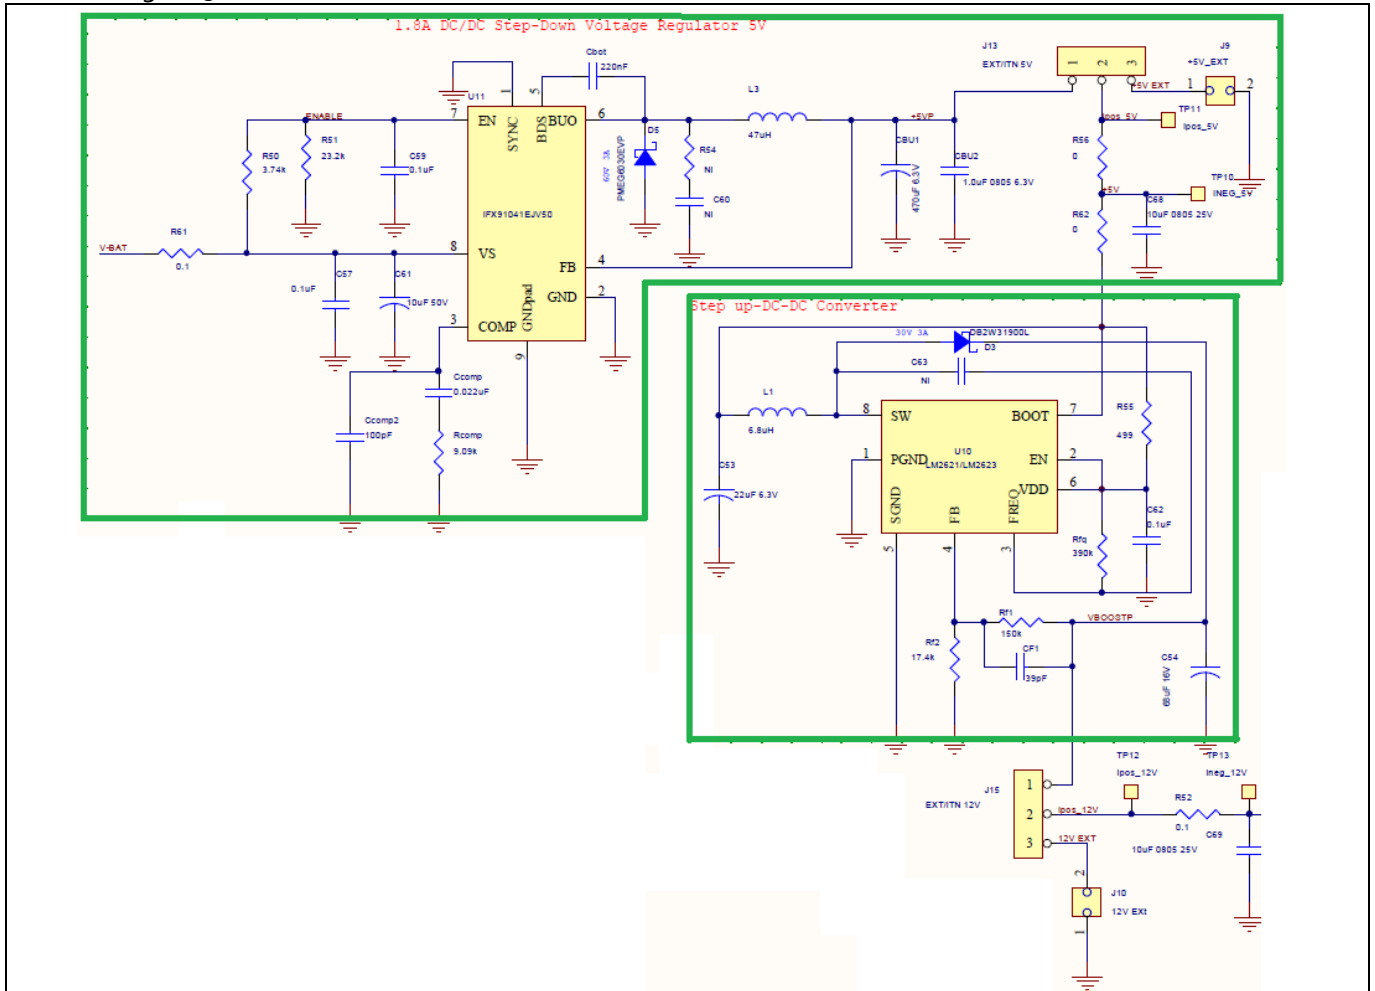 1.8A DC/DC Step-Down Voltage Regulator 5V
Cbot
220nF
J13
EXT/ITN 5V
1 2 3
J9
+5V_EXT
1 2
+5V EXT
U11
1
5
L3
47uH
TP11
Ipos_5V
Ipos_5V
ENABLE
7
EN
SYNC
BDS
BUO
6
+5VP
D5
PMEG6030EVP
60V 3A
R54
NI
C60
NI
CBU1
470uF 6.3V
CBU2
1.0uF 0805 6.3V
R56
0
R51
23.2k
R50
3.74k
C59
0.1uF
IFX91041EJV50
TP10
INEG_5V
+5V
C68
10uF 0805 25V
R62
0
V-BAT
R61
0.1
8
VS
FB
4
C57
0.1uF
C61
10uF 50V
GND
2
3
COMP
GNDpad
9
Ccomp
0.022uF
Ccomp2
100pF
Rcomp
9.09k
Step up-DC-DC Converter
30V 3A
DB2W31900L
D3
C63
NI
L1
6.8uH
8
SW
BOOT
7
R55
499
1
PGND
U10
LM2621/LM2623
EN
2
VDD
6
C53
22uF 6.3V
SGND
FB
FREQ
5
4
3
C62
0.1uF
Rfq
390k
Rf1
150k
VBOOSTP
Rf2
17.4k
CF1
39pF
C54
68uF 16V
TP12
Ipos_12V
TP13
Ineg_12V
J15
EXT/ITN 12V
1
2
3
Ipos_12V
12V EXT
R52
0.1
C69
10uF 0805 25V
2
J10
12V EXt
1